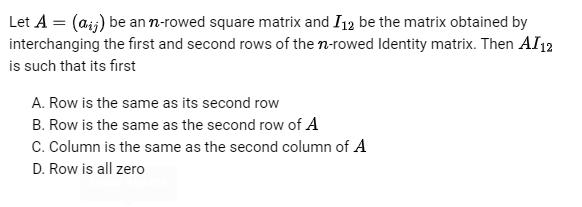 Let A = (aᵢⱼ) be an n-rowed square matrix and I₁₂ be the matrix obtained by
interchanging the first and second rows of the n-rowed Identity matrix. Then AI₁₂
is such that its first
A. Row is the same as its second row
B. Row is the same as the second row of A
C. Column is the same as the second column of A
D. Row is all zero